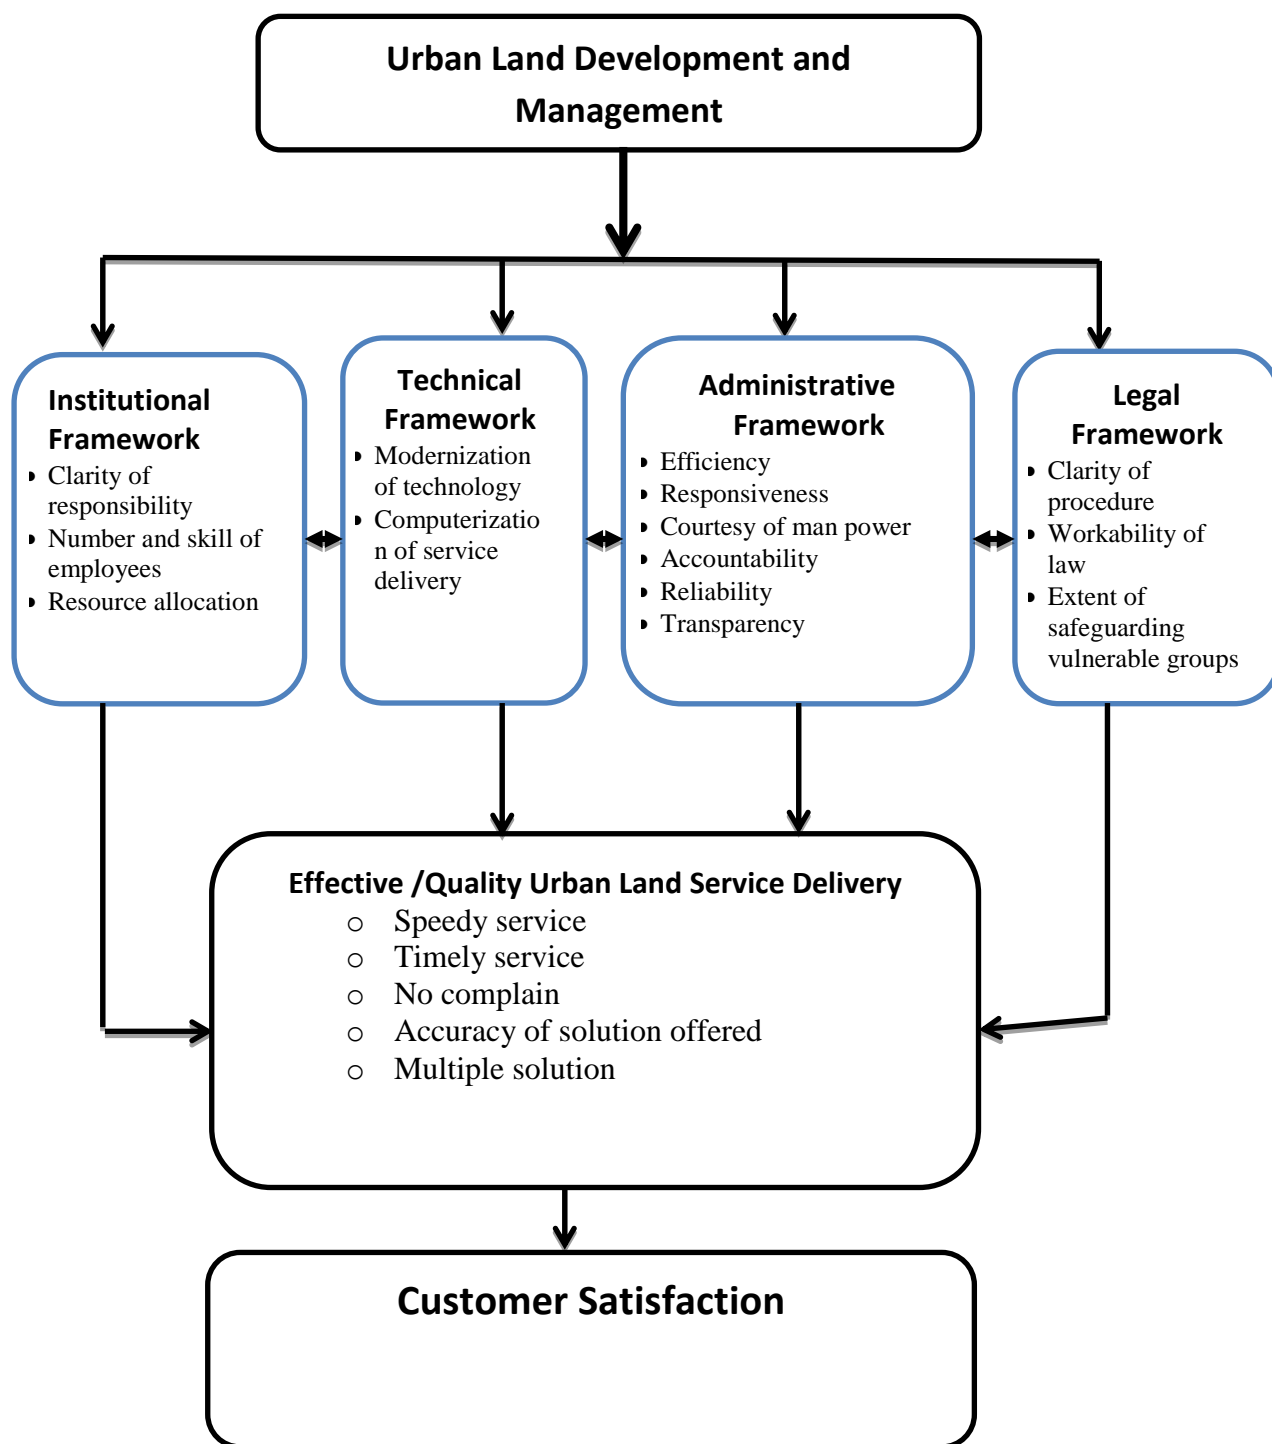 Urban Land Development and
Management
Institutional
Framework
Clarity of
responsibility
Number and skill of
employees
Resource allocation
Technical
Framework
Modernization
of technology
Computerizatio
n of service
delivery
Administrative
Framework
Efficiency
Responsiveness
Courtesy of man power
Accountability
Reliability
Transparency
Legal
Framework
Clarity of
procedure
Workability of
law
Extent of
safeguarding
vulnerable groups
Effective /Quality Urban Land Service Delivery
Speedy service
Timely service
No complain
Accuracy of solution offered
Multiple solution
Customer Satisfaction